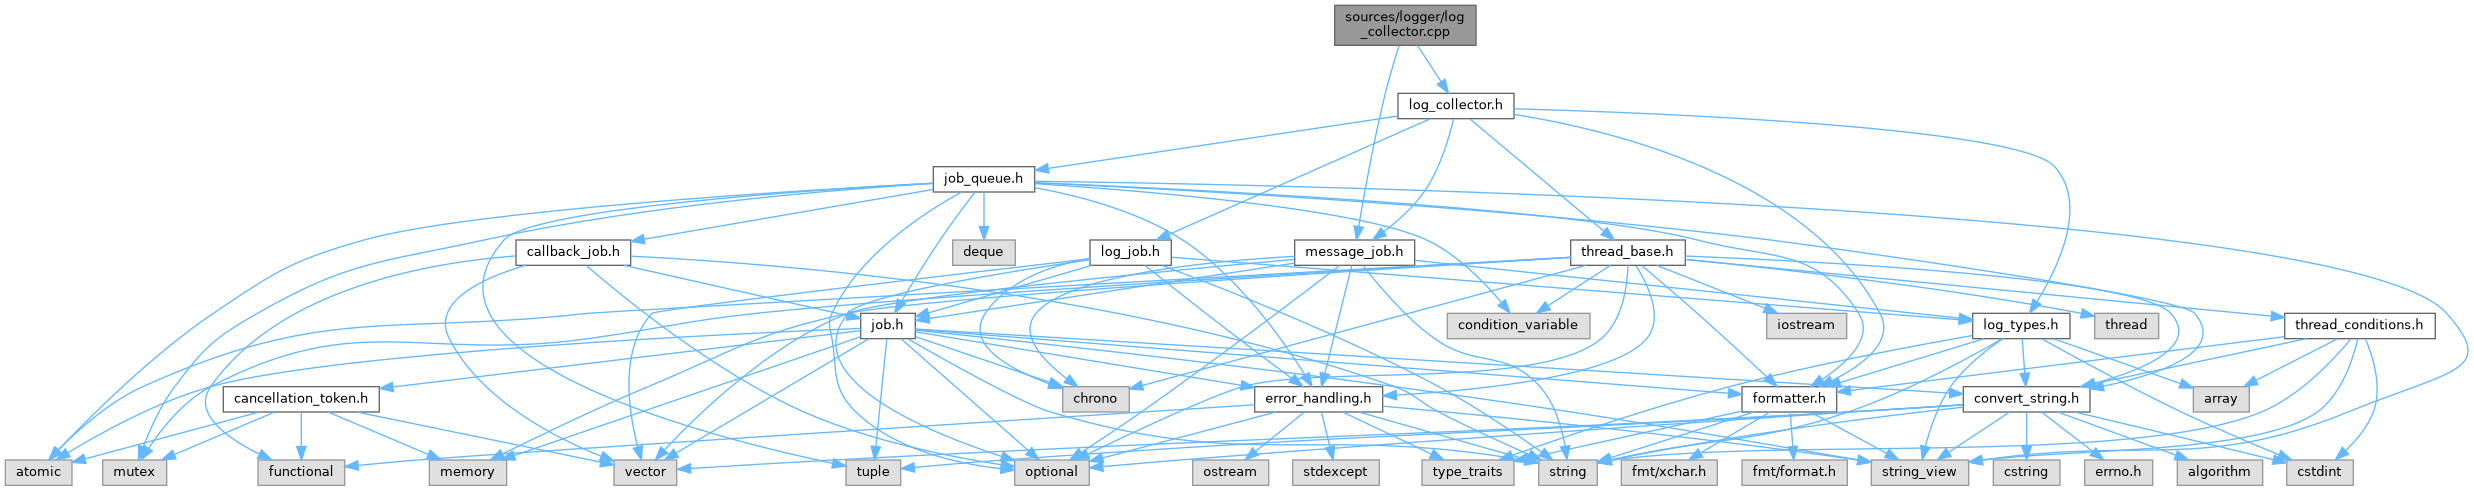 sources/logger/log
_collector.cpp
log_collector.h
job_queue.h
callback_job.h
deque
log_job.h
message_job.h
thread_base.h
job.h
condition_variable
iostream
log_types.h
thread
thread_conditions.h
cancellation_token.h
chrono
error_handling.h
formatter.h
convert_string.h
array
atomic
mutex
functional
memory
vector
tuple
optional
ostream
stdexcept
type_traits
string
fmt/xchar.h
fmt/format.h
string_view
cstring
errno.h
algorithm
cstdint